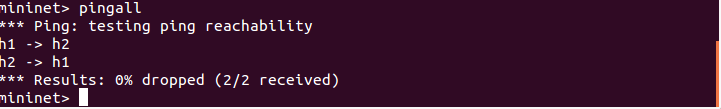 mininet> pingall
*** Ping: testing ping reachability
h1 -> h2
h2 -> h1
*** Results: 0% dropped (2/2 received)
mininet>